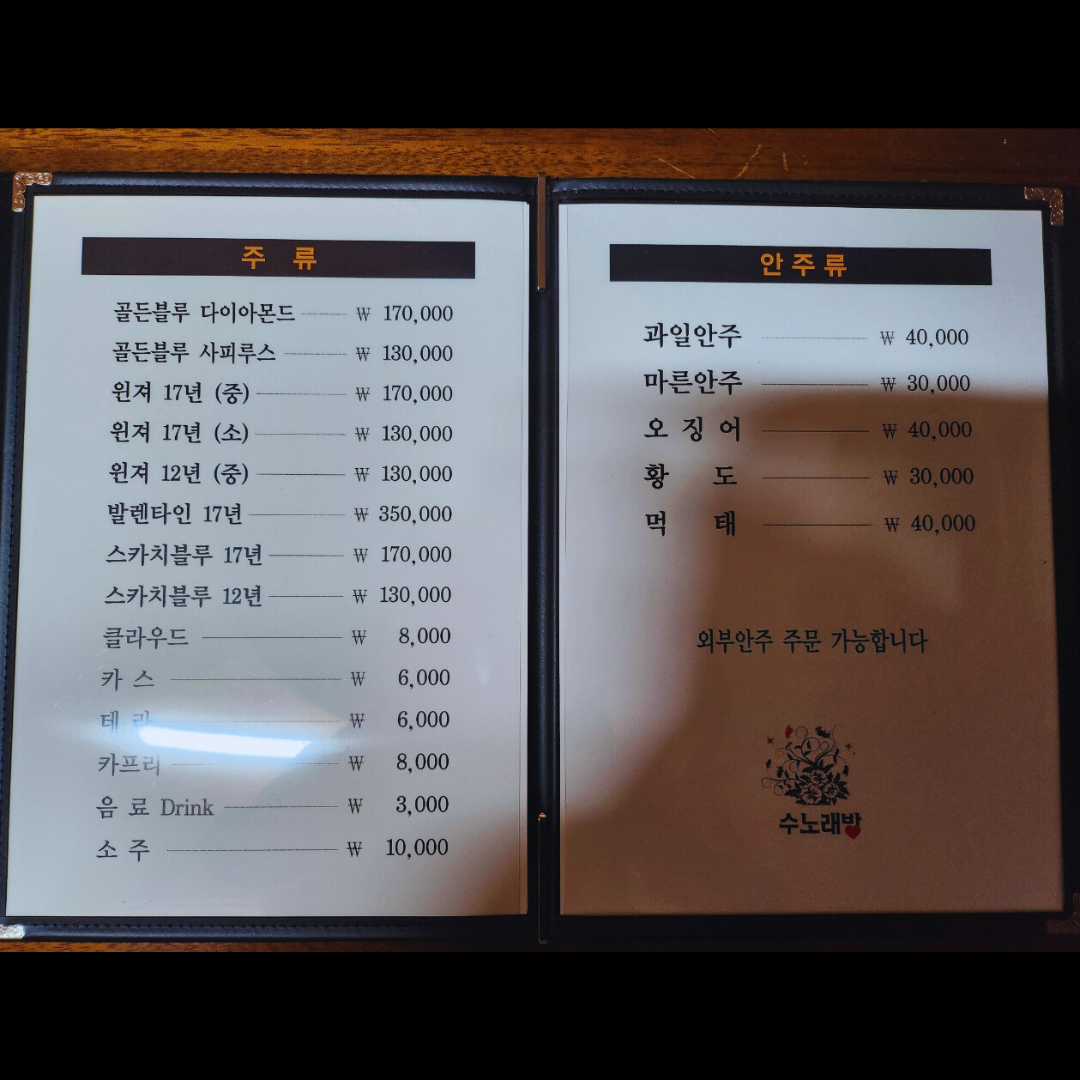 주 류
골든블루 다이아몬드 ₩ 170,000
골든블루 사피루스 ₩ 130,000
윈져 17년 (중) ₩ 170,000
윈져 17년 (소) ₩ 130,000
윈져 12년 (중) ₩ 130,000
발렌타인 17년 ₩ 350,000
스카치블루 17년 ₩ 170,000
스카치블루 12년 ₩ 130,000
클라우드 ₩ 8,000
카 스 ₩ 6,000
테 라 ₩ 6,000
카프리 ₩ 8,000
음 료 Drink ₩ 3,000
소 주 ₩ 10,000
안주류
과일안주 ₩ 40,000
마른안주 ₩ 30,000
오 징 어 ₩ 40,000
황 도 ₩ 30,000
먹 태 ₩ 40,000
외부안주 주문 가능합니다
수노래방